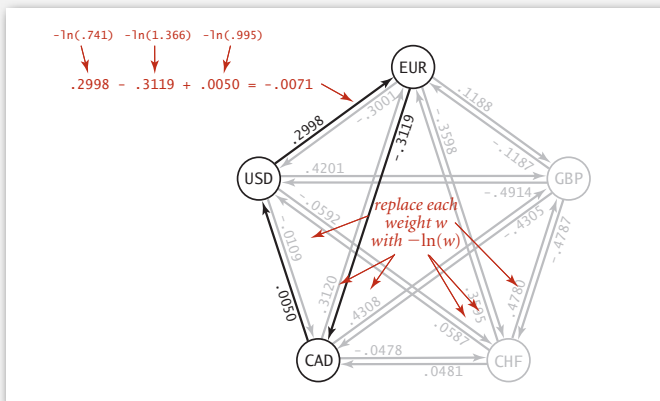 -ln(.741) -ln(1.366) -ln(.995)
.2998 - .3119 + .0050 = -.0071
EUR
.2998
-.3001
-.3119
-.3598
.1188
-.1187
USD
.4201
GBP
-.4914
-.0592
replace each
weight w
with −ln(w)
-.4305
-.0109
.4787
.0050
.3120
.4308
.0587
.3595
.4780
CAD
-.0478
.0481
CHF